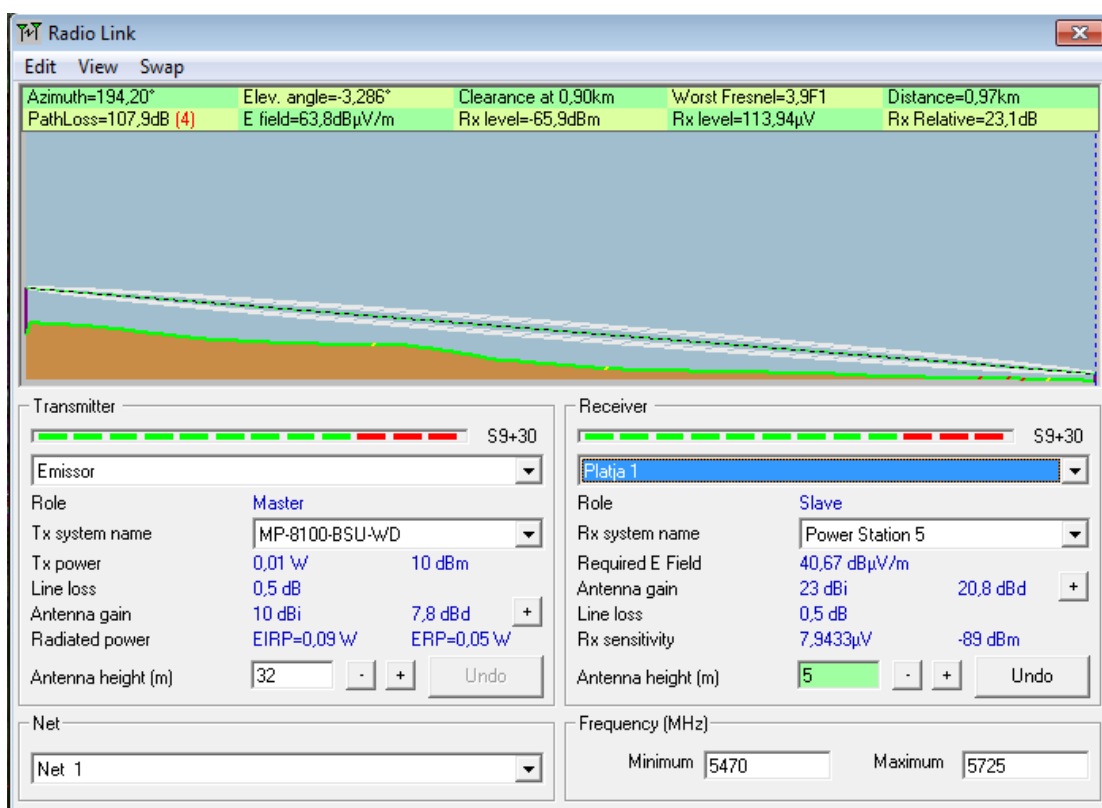 Radio Link
Edit View Swap
Azimuth=194,20° Elev. angle=-3,286° Clearance at 0,90km Worst Fresnel=3,9F1 Distance=0,97km
PathLoss=107,9dB (4) E field=63,8dBµV/m Rx level=-65,9dBm Rx level=113,94µV Rx Relative=23,1dB
Transmitter
S9+30
Emissor
Role Master
Tx system name MP-8100-BSU-WD
Tx power 0,01 W 10 dBm
Line loss 0,5 dB
Antenna gain 10 dBi 7,8 dBd +
Radiated power EIRP=0,09 W ERP=0,05 W
Antenna height (m) 32 - + Undo
Net
Net 1
Receiver
S9+30
Platja 1
Role Slave
Rx system name Power Station 5
Required E Field 40,67 dBµV/m
Antenna gain 23 dBi 20,8 dBd +
Line loss 0,5 dB
Rx sensitivity 7,9433µV -89 dBm
Antenna height (m) 5 - + Undo
Frequency (MHz)
Minimum 5470 Maximum 5725